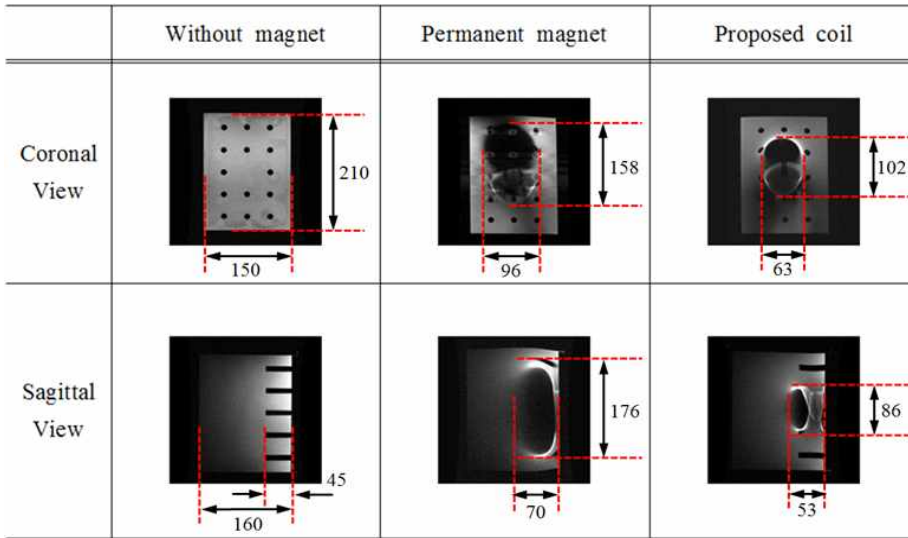 Without magnet Permanent magnet Proposed coil
Coronal
View
210
150
158
96
102
63
Sagittal
View
45
160
176
70
86
53